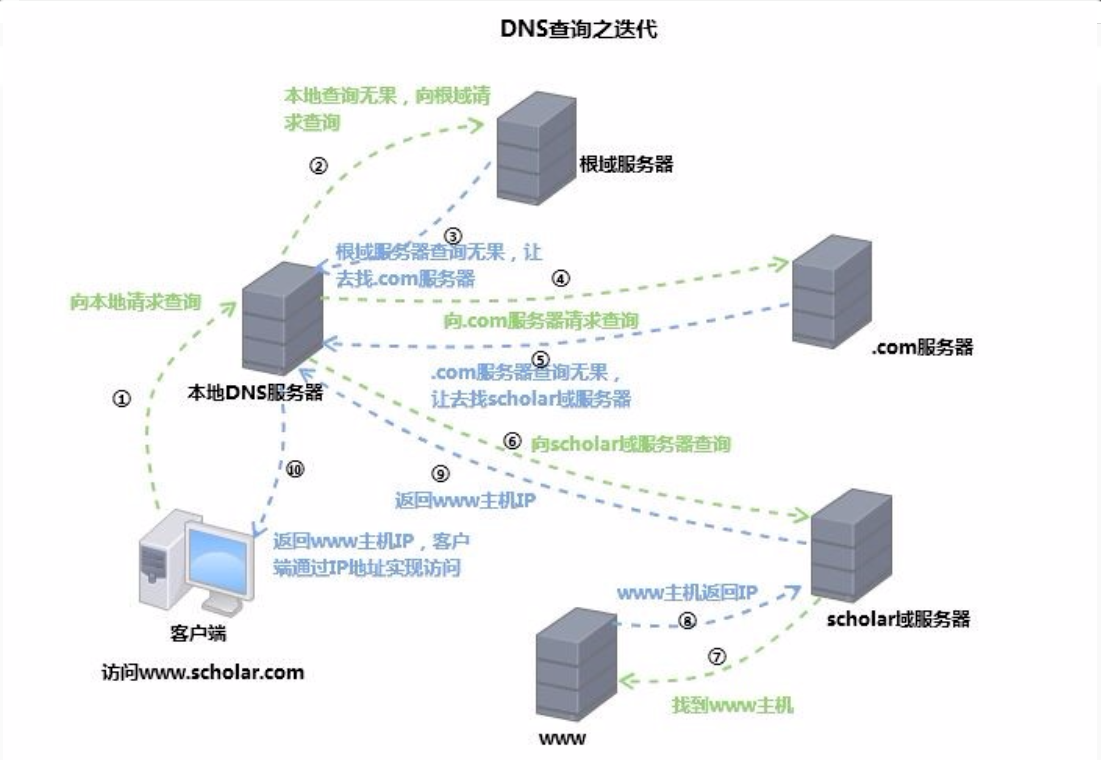 DNS查询之迭代
本地查询无果，向根域请
求查询
②
根域服务器
③
根域服务器查询无果，让
去找.com服务器
④
向本地请求查询
向.com服务器请求查询
.com服务器
⑤
.com服务器查询无果，
让去找scholar域服务器
本地DNS服务器
①
⑥
向scholar域服务器查询
⑨
返回www主机IP
⑩
返回www主机IP，客户
端通过IP地址实现访问
www主机返回IP
⑧
scholar域服务器
客户端
访问www.scholar.com
⑦
找到www主机
www